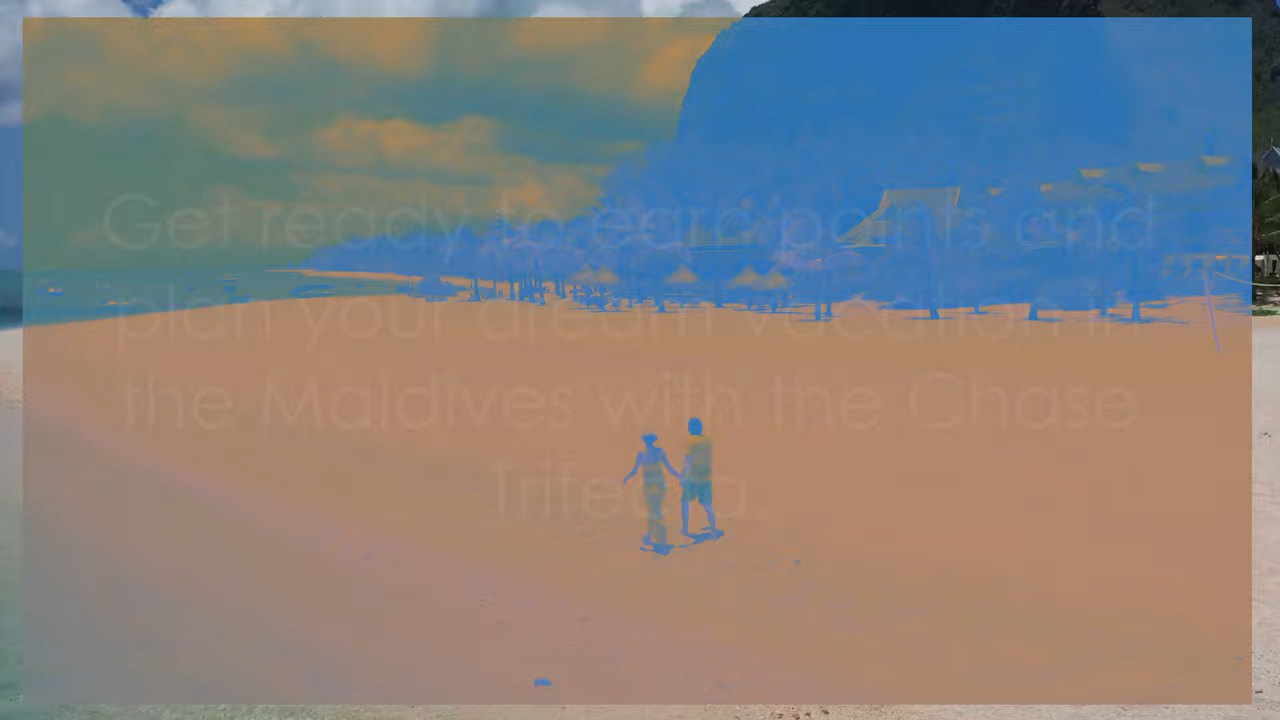 Get ready to earn points and
plan your dream vacation in
the Maldives with the Chase
Trifecta.